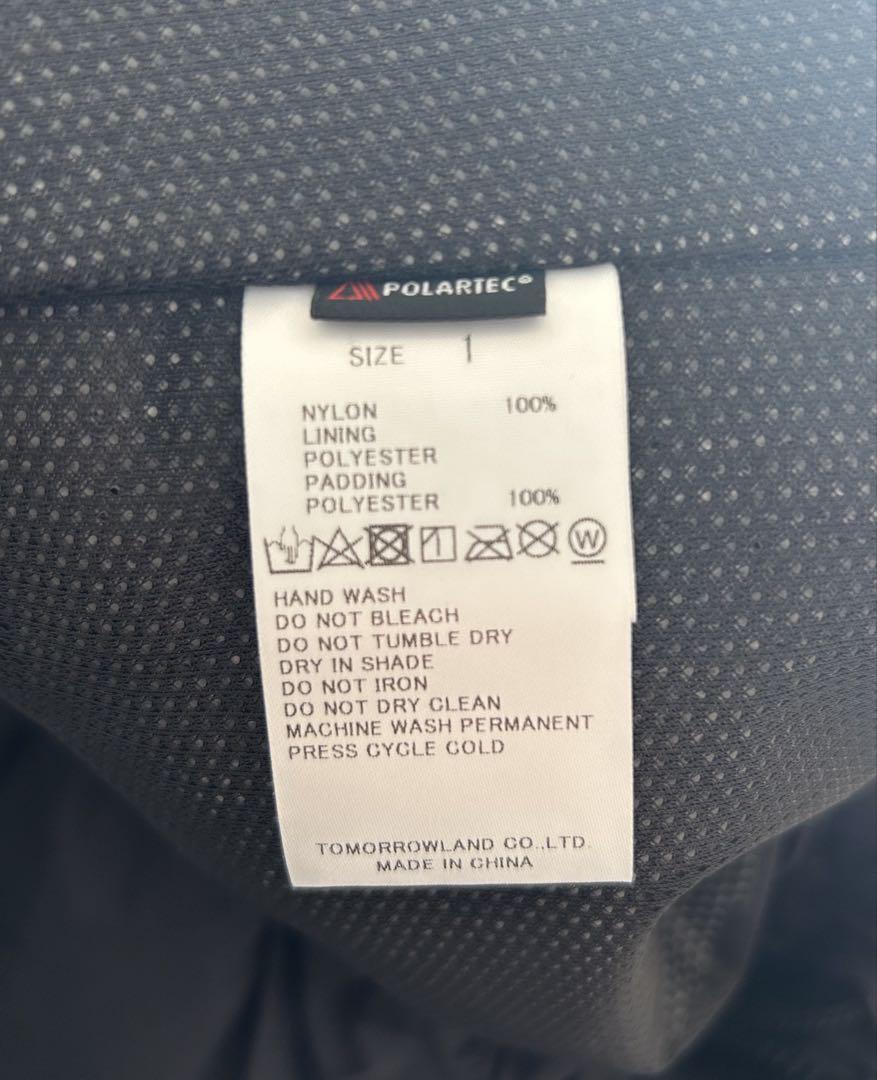 POLARTEC®
SIZE 1
NYLON 100%
LINING
POLYESTER
PADDING
POLYESTER 100%
W
HAND WASH
DO NOT BLEACH
DO NOT TUMBLE DRY
DRY IN SHADE
DO NOT IRON
DO NOT DRY CLEAN
MACHINE WASH PERMANENT
PRESS CYCLE COLD
TOMORROWLAND CO.,LTD.
MADE IN CHINA